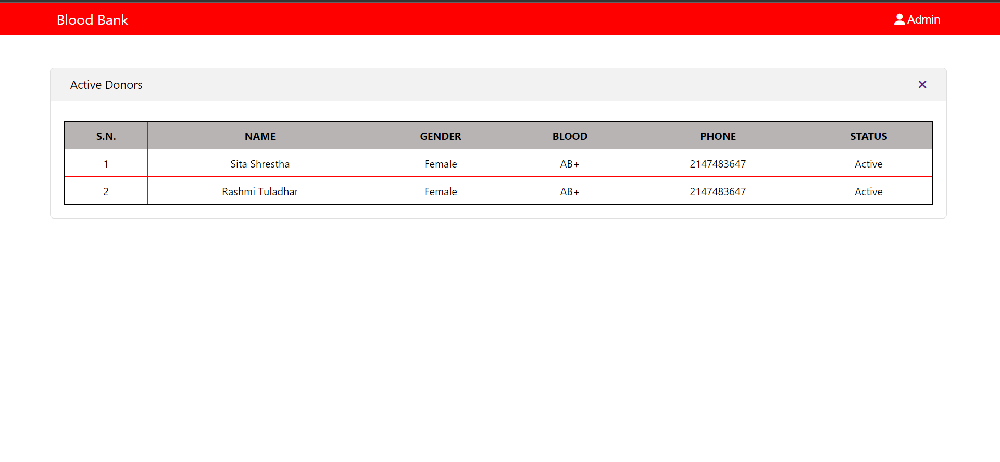 Blood Bank Admin
Active Donors ✕
S.N. NAME GENDER BLOOD PHONE STATUS
1 Sita Shrestha Female AB+ 2147483647 Active
2 Rashmi Tuladhar Female AB+ 2147483647 Active